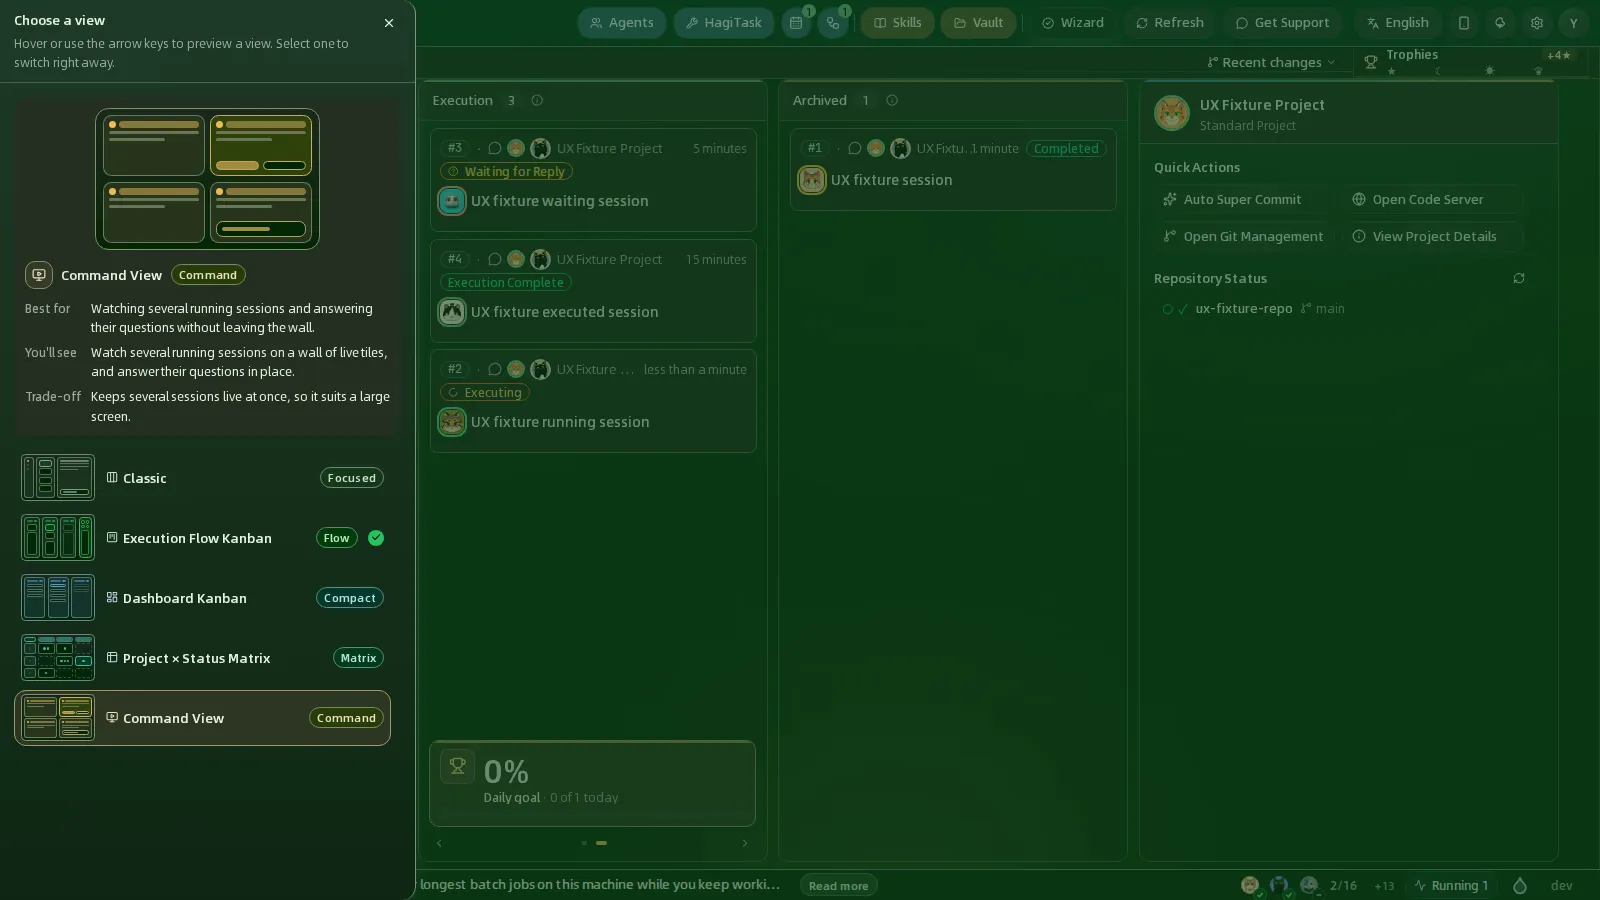 Choose a view
Hover or use the arrow keys to preview a view. Select one to
switch right away.
Command View
Command
Best for
Watching several running sessions and answering
their questions without leaving the wall.
You'll see
Watch several running sessions on a wall of live tiles,
and answer their questions in place.
Trade-off
Keeps several sessions live at once, so it suits a large
screen.
Classic
Focused
Execution Flow Kanban
Flow
Dashboard Kanban
Compact
Project × Status Matrix
Matrix
Command View
Command
Agents
HagiTask
1
1
Skills
Vault
Wizard
Refresh
Get Support
English
Y
Recent changes
Trophies
+4★
Execution 3
#3 · UX Fixture Project 5 minutes
Waiting for Reply
UX fixture waiting session
#4 · UX Fixture Project 15 minutes
Execution Complete
UX fixture executed session
#2 · UX Fixture ... less than a minute
Executing
UX fixture running session
0%
Daily goal · 0 of 1 today
Archived 1
#1 · UX Fixtu...1 minute Completed
UX fixture session
UX Fixture Project
Standard Project
Quick Actions
Auto Super Commit
Open Code Server
Open Git Management
View Project Details
Repository Status
ux-fixture-repo main
longest batch jobs on this machine while you keep worki...
Read more
2/16
+13
Running 1
dev